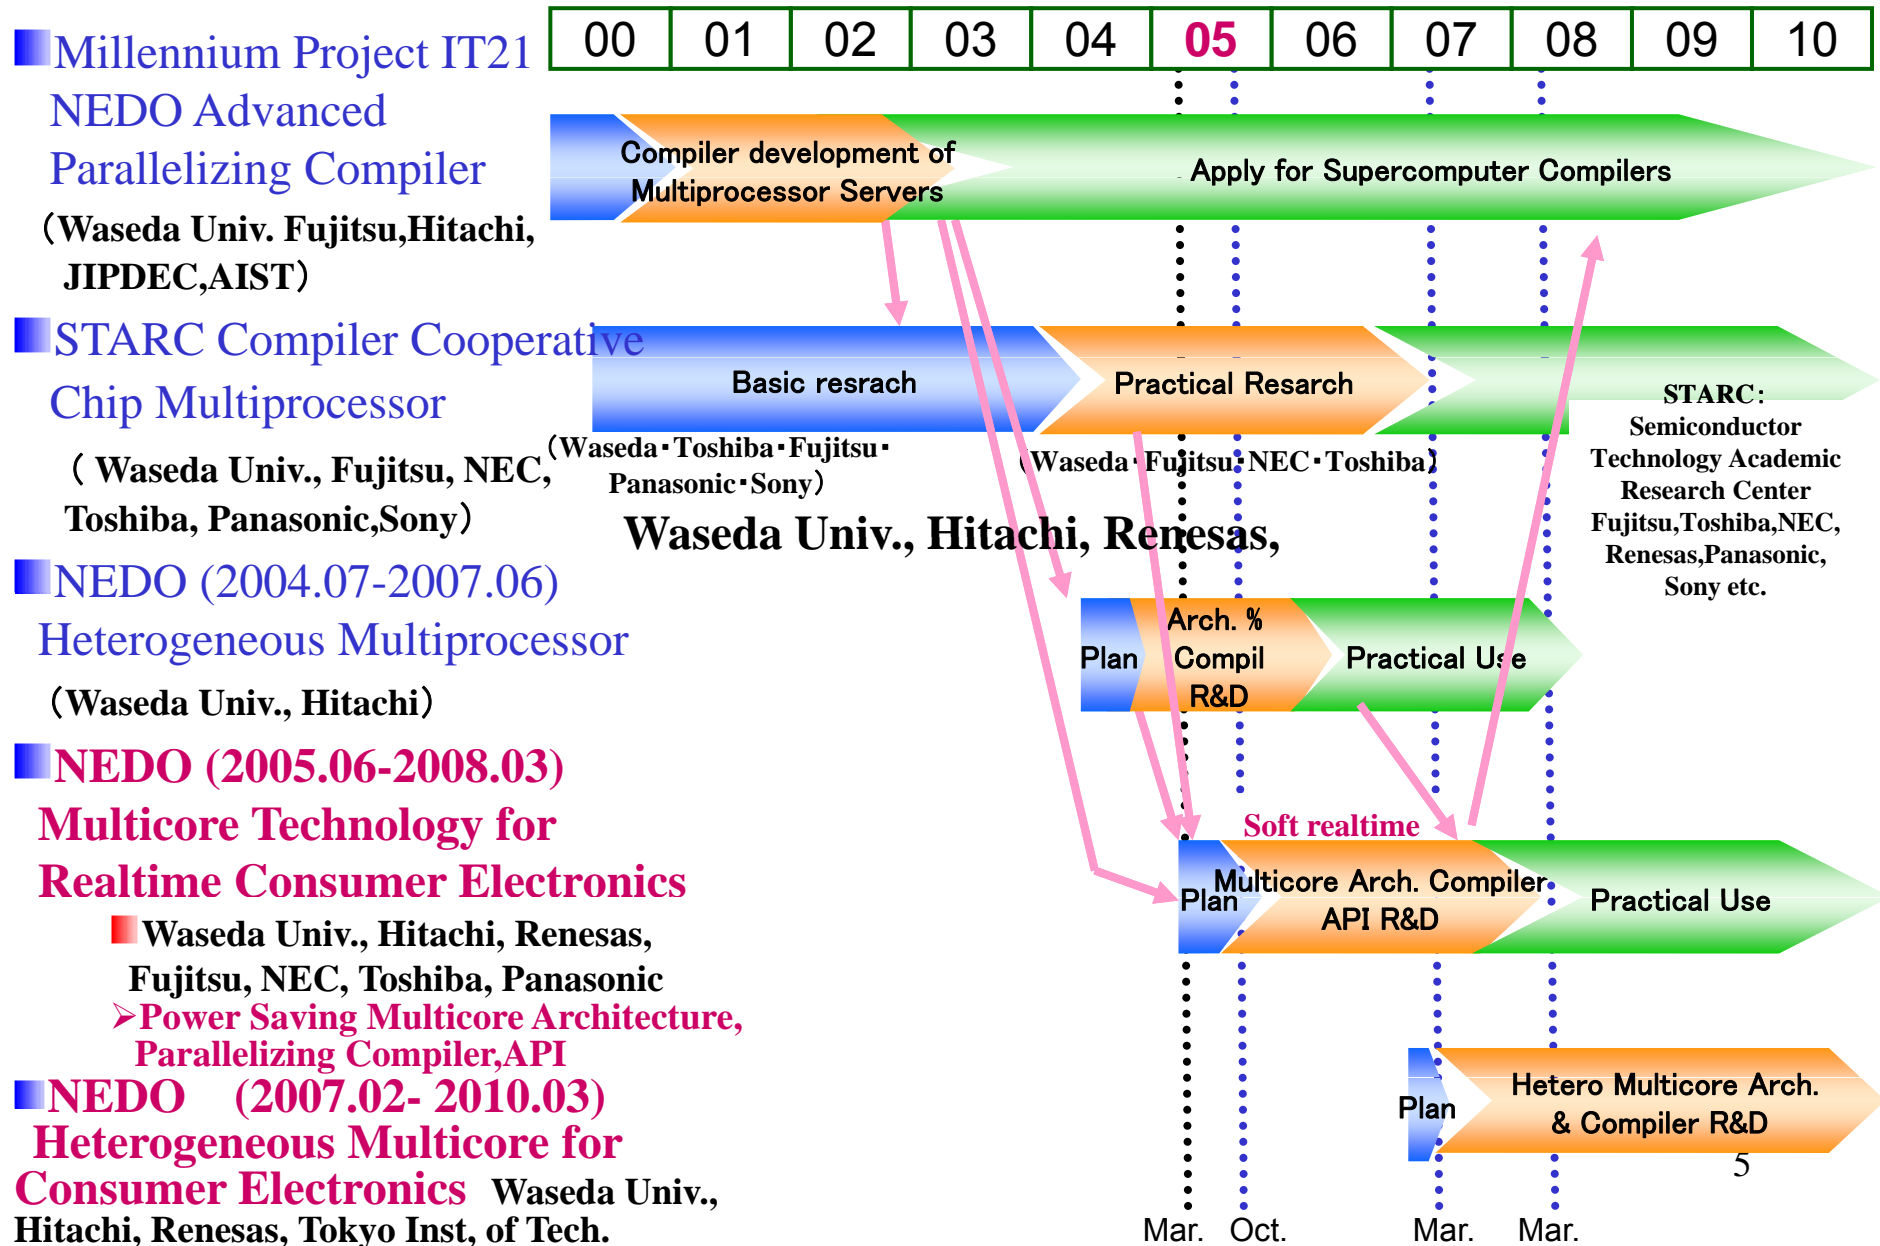 00 01 02 03 04 05 06 07 08 09 10
Millennium Project IT21
NEDO Advanced
Parallelizing Compiler
（Waseda Univ. Fujitsu,Hitachi,
JIPDEC,AIST）
Compiler development of
Multiprocessor Servers
Apply for Supercomputer Compilers
STARC Compiler Cooperative
Chip Multiprocessor
（ Waseda Univ., Fujitsu, NEC,
Toshiba, Panasonic,Sony）
Basic resrach
Practical Resarch
（Waseda・Toshiba・Fujitsu・
Panasonic・Sony）
（Waseda・Fujitsu・NEC・Toshiba）
STARC：
Semiconductor
Technology Academic
Research Center
Fujitsu,Toshiba,NEC,
Renesas,Panasonic,
Sony etc.
Waseda Univ., Hitachi, Renesas,
NEDO (2004.07-2007.06)
Heterogeneous Multiprocessor
（Waseda Univ., Hitachi）
Plan
Arch. %
Compil
R&D
Practical Use
NEDO (2005.06-2008.03)
Multicore Technology for
Realtime Consumer Electronics
Waseda Univ., Hitachi, Renesas,
Fujitsu, NEC, Toshiba, Panasonic
➢Power Saving Multicore Architecture,
Parallelizing Compiler,API
Soft realtime
Plan
Multicore Arch. Compiler
API R&D
Practical Use
NEDO (2007.02- 2010.03)
Heterogeneous Multicore for
Consumer Electronics Waseda Univ.,
Hitachi, Renesas, Tokyo Inst, of Tech.
Plan
Hetero Multicore Arch.
& Compiler R&D
5
Mar. Oct. Mar. Mar.